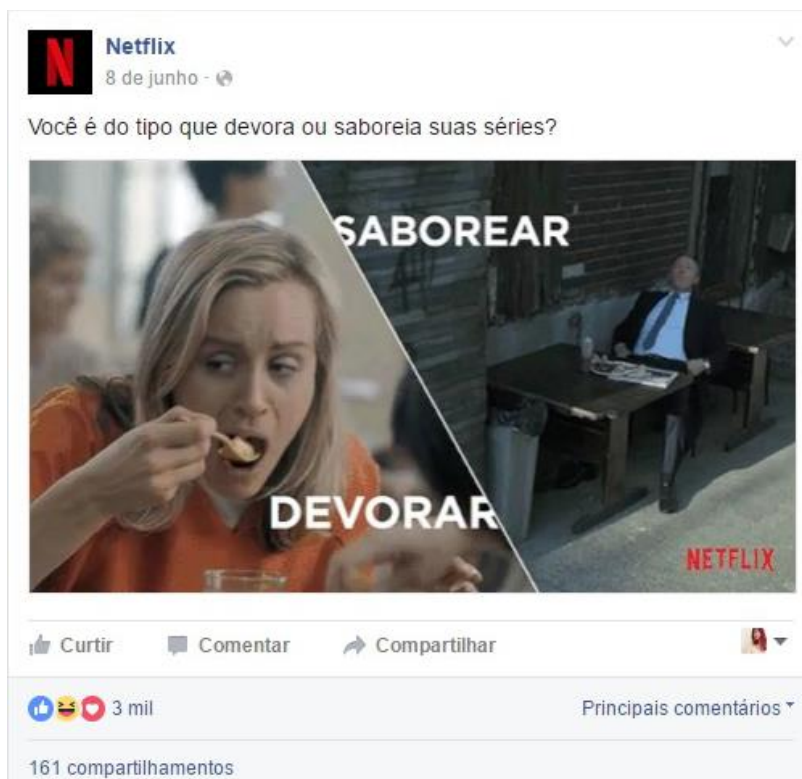 N
Netflix
8 de junho ·
Você é do tipo que devora ou saboreia suas séries?
SABOREAR
DEVORAR
NETFLIX
Curtir Comentar Compartilhar
3 mil Principais comentários
161 compartilhamentos